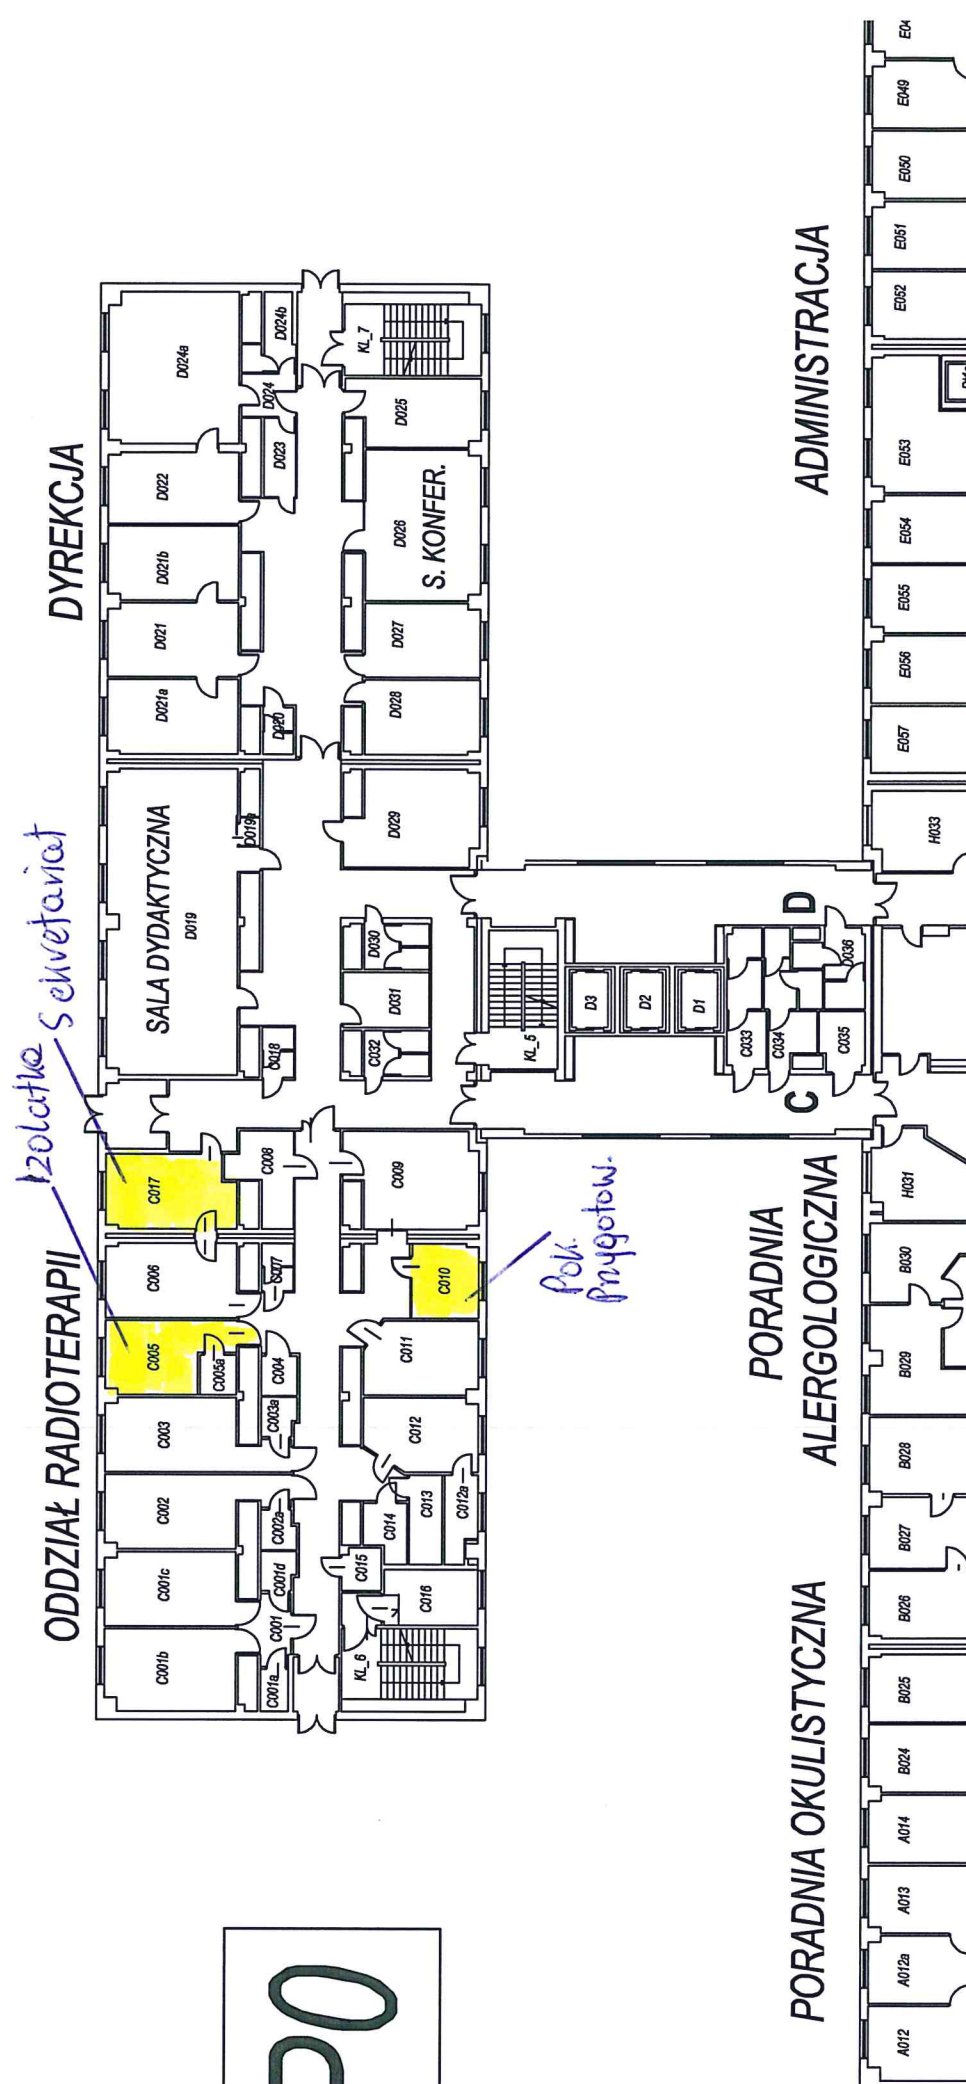 Izolatka
Sekretariat
DYREKCJA
ODDZIAŁ RADIOTERAPII
D024a
D024b
D024
D023
D022
D021b
D021
D021a
D020
KL_7
D025
D026
S. KONFER.
D027
D028
D029
SALA DYDAKTYCZNA
D019
D019a
C018
D030
D031
C032
KL_5
D3
D2
D1
D
C
D036
C033
C034
C035
C017
C008
C009
C006
C007
C010
Pok.
Przygotow.
C005
C005a
C004
C011
C003
C003a
C012
C002
C002a
C012a
C013
C014
C001c
C001d
C015
C016
C001
C001b
C001a
KL_6
P0
ADMINISTRACJA
E04
E049
E050
E051
E052
E053
E054
E055
E056
E057
H033
PORADNIA
ALERGOLOGICZNA
H031
B030
B029
B028
B027
B026
PORADNIA OKULISTYCZNA
B025
B024
A014
A013
A012a
A012